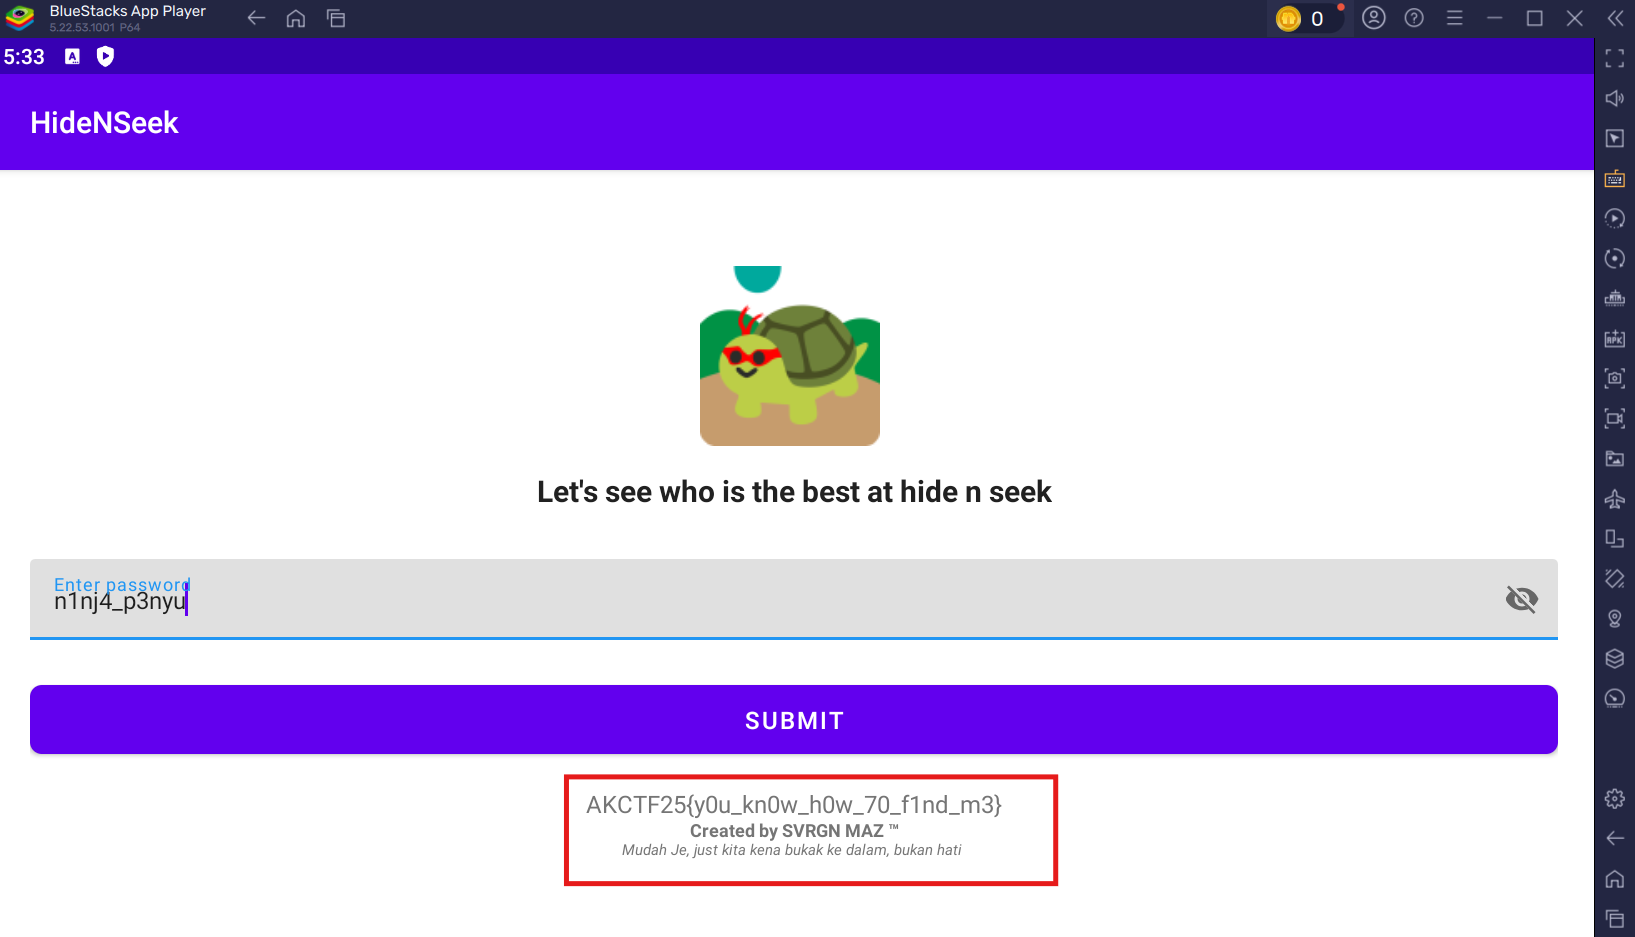 BlueStacks App Player
5.22.53.1001 P64
0
5:33
A
HideNSeek
Let's see who is the best at hide n seek
Enter password
n1nj4_p3nyu
SUBMIT
AKCTF25{y0u_kn0w_h0w_70_f1nd_m3}
Created by SVRGN MAZ ™
Mudah Je, just kita kena bukak ke dalam, bukan hati
APK